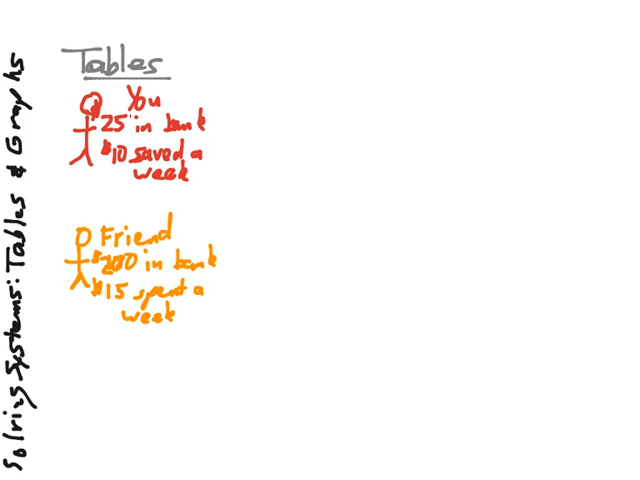 Solving Systems: Tables & Graphs
Tables
You
$25 in bank
$10 saved a
week
Friend
$200 in bank
$15 spent a
week